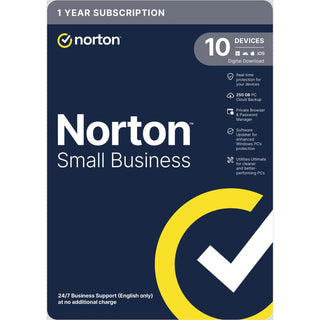 1 YEAR SUBSCRIPTION
norton
10 DEVICES
iOS
Digital Download
Real-time
protection for
your devices
250 GB PC
Cloud Backup
Private Browser
& Password
Manager
Software
Updater for
enhanced
Windows PCs
protection
Utilities Ultimate
for cleaner
and better-
performing PCs
Norton™
Small Business
24/7 Business Support (English only)
at no additional charge